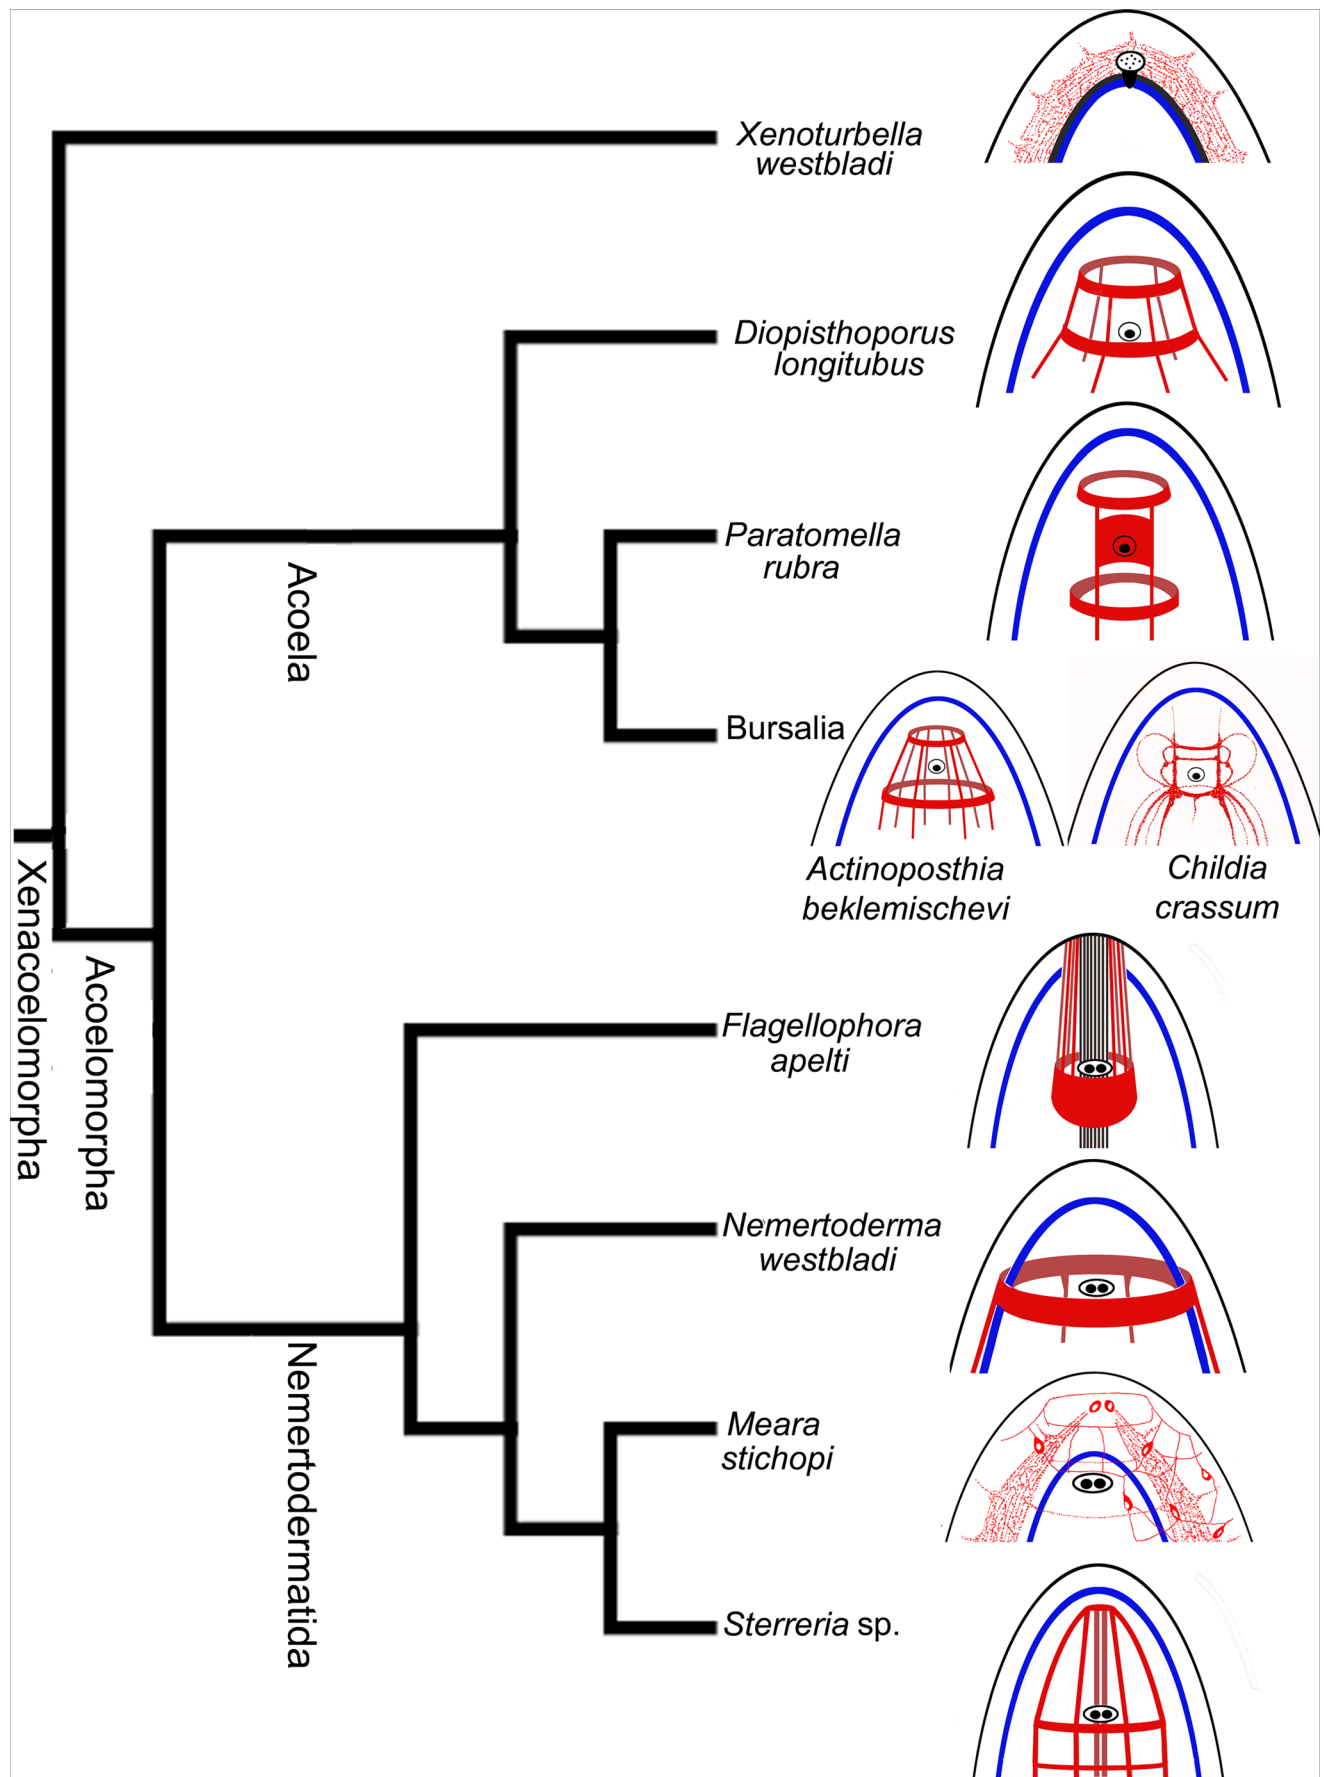 Xenoturbella
westbladi
Diopisthoporus
longitubus
Paratomella
rubra
Acoela
Bursalia
Actinoposthia
beklemischevi
Childia
crassum
Xenacoelomorpha
Acoelomorpha
Flagellophora
apelti
Nemertoderma
westbladi
Nemertodermatida
Meara
stichopi
Sterreria sp.